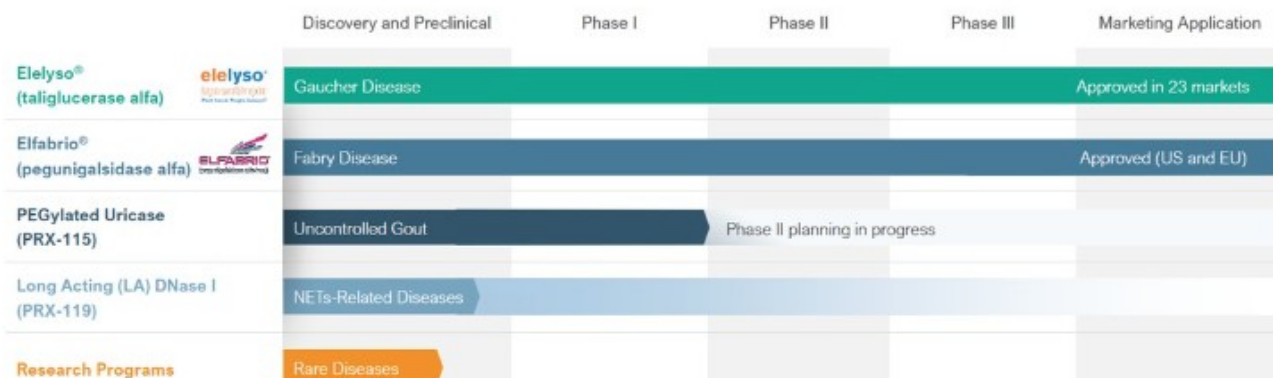 Discovery and Preclinical Phase I Phase II Phase III Marketing Application
Elelyso®
(taliglucerase alfa)
elelyso®
Gaucher Disease
Approved in 23 markets
Elfabrio®
(pegunigalsidase alfa)
ELFABRIO
Fabry Disease
Approved (US and EU)
PEGylated Uricase
(PRX-115)
Uncontrolled Gout
Phase II planning in progress
Long Acting (LA) DNase I
(PRX-119)
NETs-Related Diseases
Research Programs
Rare Diseases